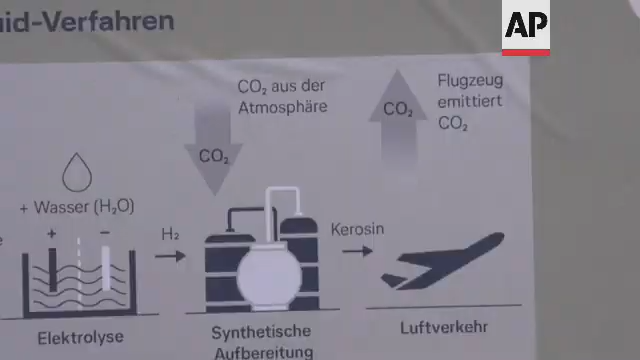 uid-Verfahren
AP
CO₂ aus der
Atmosphäre
CO₂
CO₂
Flugzeug
emittiert
CO₂
+ Wasser (H₂O)
e
+ −
H₂
Kerosin
Elektrolyse
Synthetische
Aufbereitung
Luftverkehr